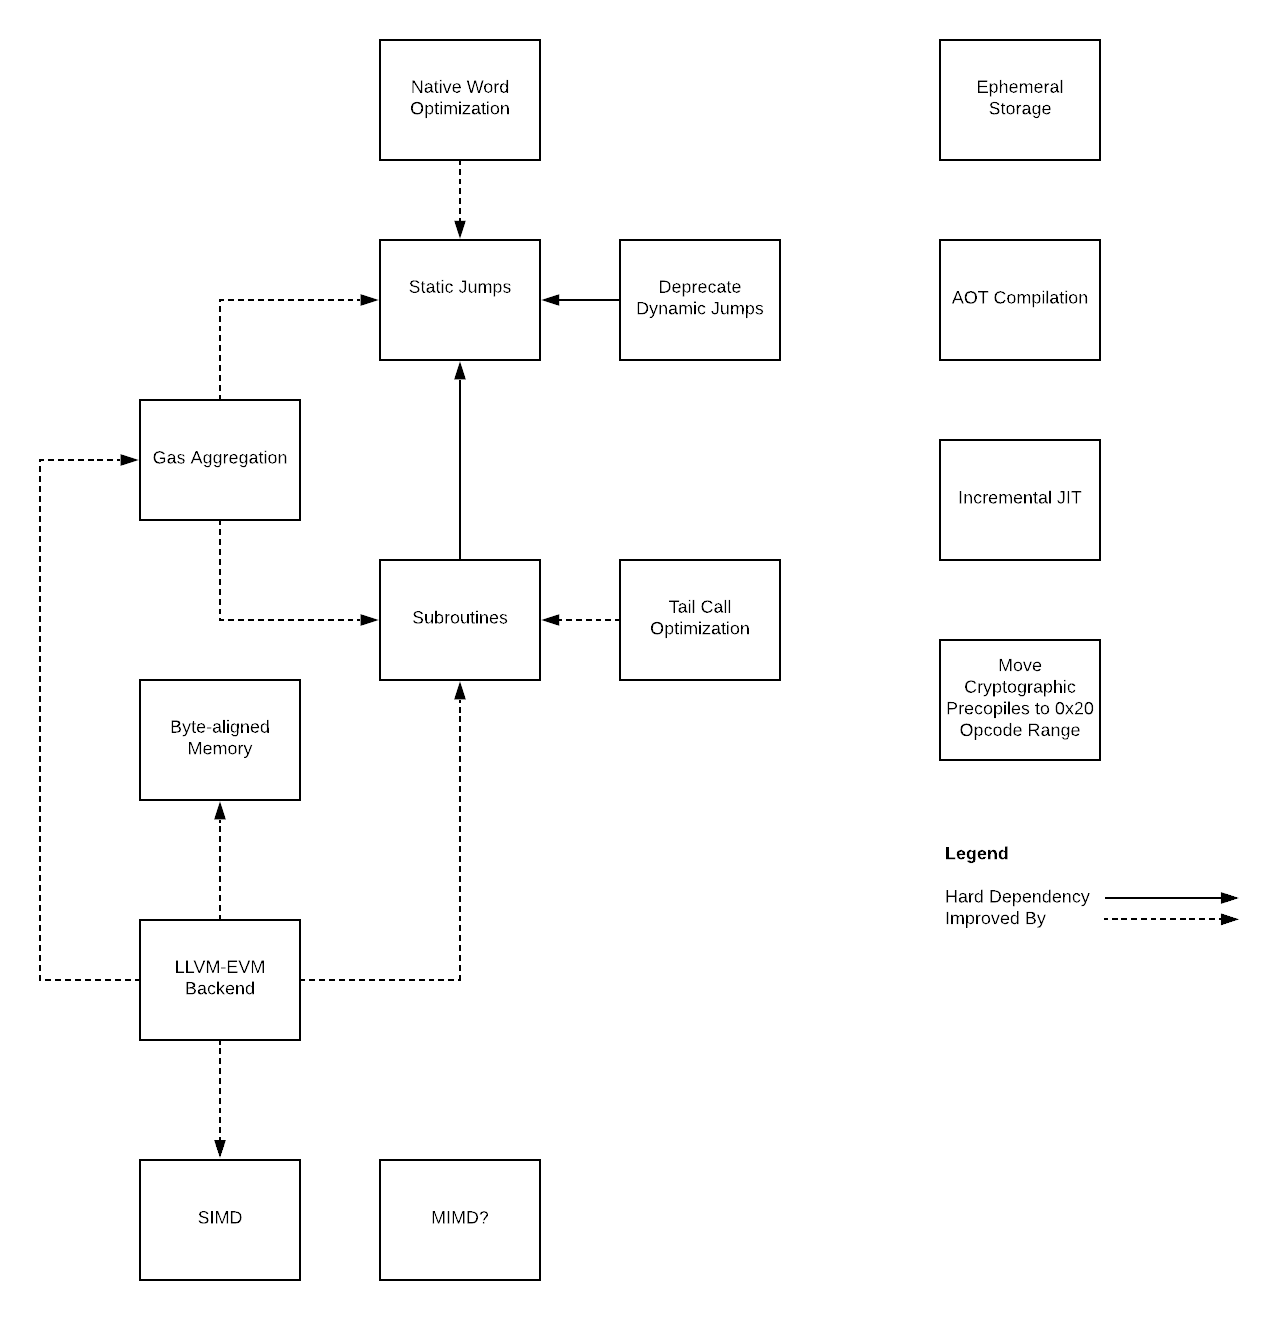 Native Word
Optimization
Ephemeral
Storage
Static Jumps
Deprecate
Dynamic Jumps
AOT Compilation
Gas Aggregation
Incremental JIT
Subroutines
Tail Call
Optimization
Move
Cryptographic
Precopiles to 0x20
Opcode Range
Byte-aligned
Memory
Legend
Hard Dependency
Improved By
LLVM-EVM
Backend
SIMD
MIMD?